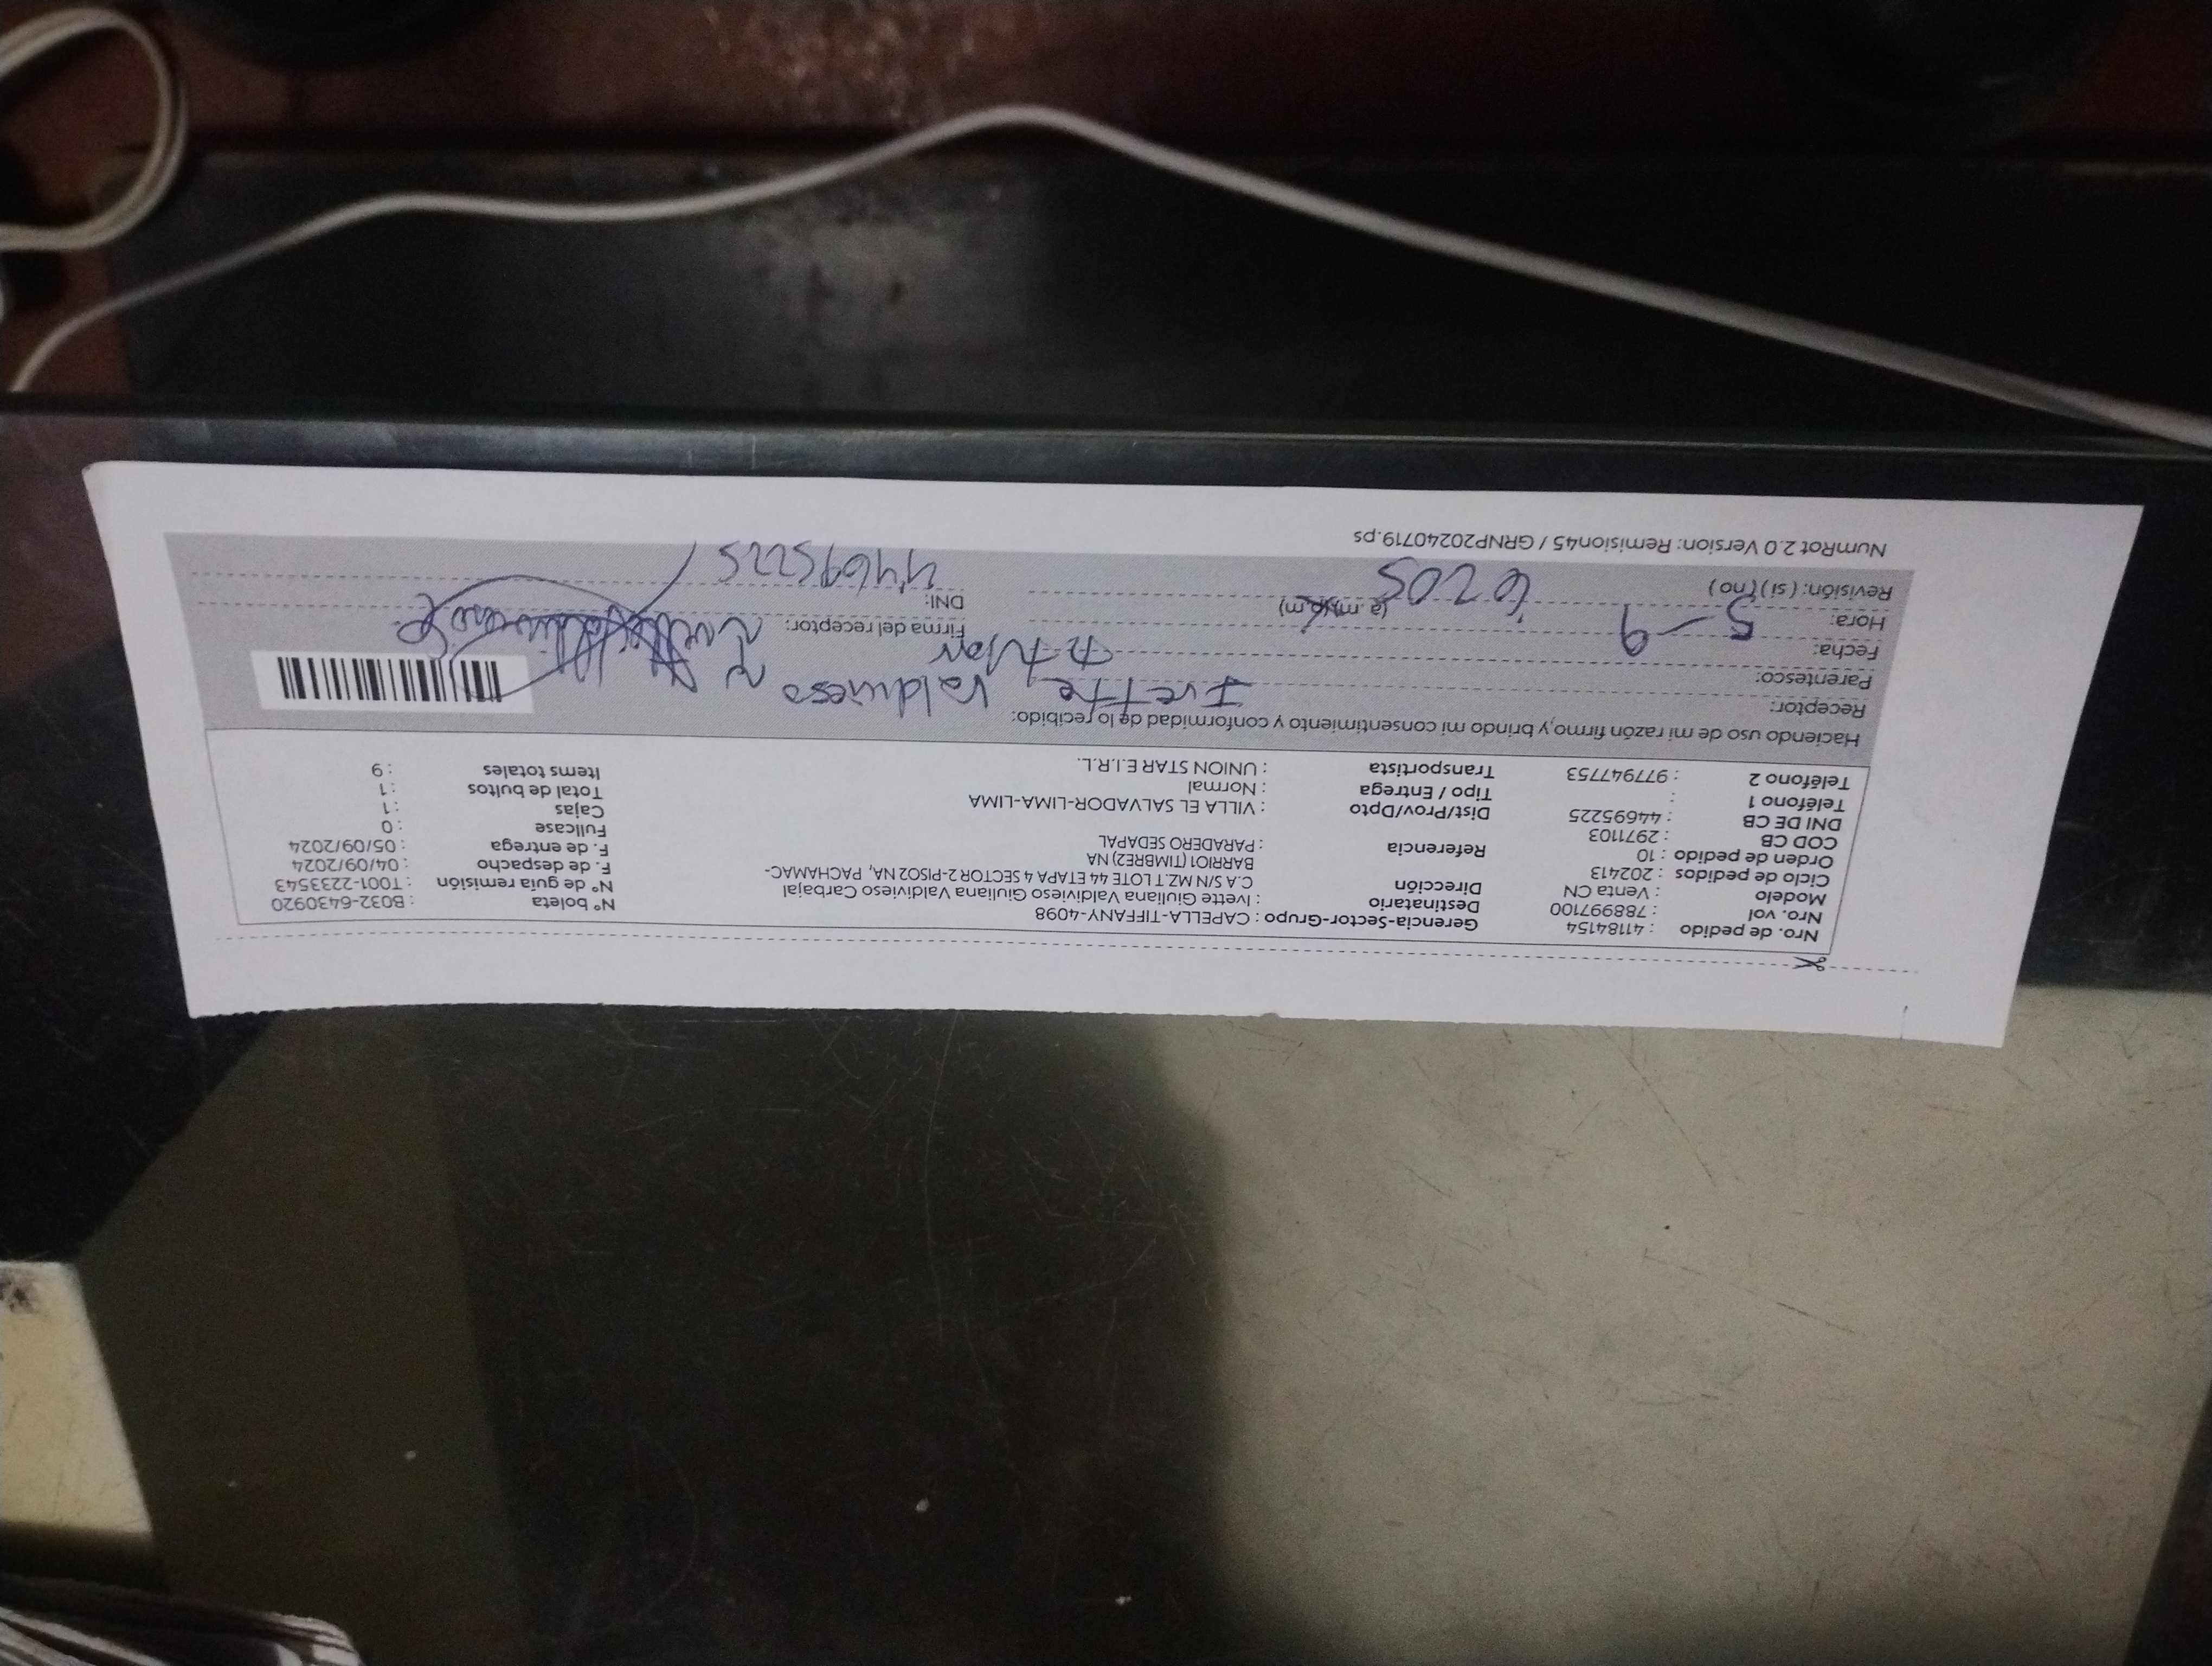 Nro. de pedido : 41184154 Gerencia-Sector-Grupo : CAPELLA-TIFFANY-4098 N° boleta : B032-6430920
Nro. vol : 788997100 Destinatario : Ivette Giuliana Valdivieso Giuliana Valdivieso Carbajal N° de guía remisión : T001-2233543
Modelo : Venta CN Dirección C.A S/N MZ.T LOTE 44 ETAPA 4 SECTOR 2-PISO2 NA, PACHAMAC- F. de despacho : 04/09/2024
Ciclo de pedidos : 202413 BARRIO1 (TIMBRE2) NA F. de entrega : 05/09/2024
Orden de pedido : 10 Referencia : PARADERO SEDAPAL Fullcase : 0
COD CB : 2971103 Dist/Prov/Dpto : VILLA EL SALVADOR-LIMA-LIMA Cajas : 1
DNI DE CB : 44695225 Tipo / Entrega : Normal Total de bultos : 1
Teléfono 1 : Transportista : UNION STAR E.I.R.L. Items totales : 9
Teléfono 2 : 977947753
Haciendo uso de mi razón firmo, y brindo mi consentimiento y conformidad de lo recibido:
Receptor: Ivette Valdivieso
Parentesco:
Fecha: 5-9 Firma del receptor:
Hora: (a.m)(p.m) DNI: 44695225
Revisión: ( si ) ( no )
NumRot 2.0 Version: Remision45 / GRNP20240719.ps